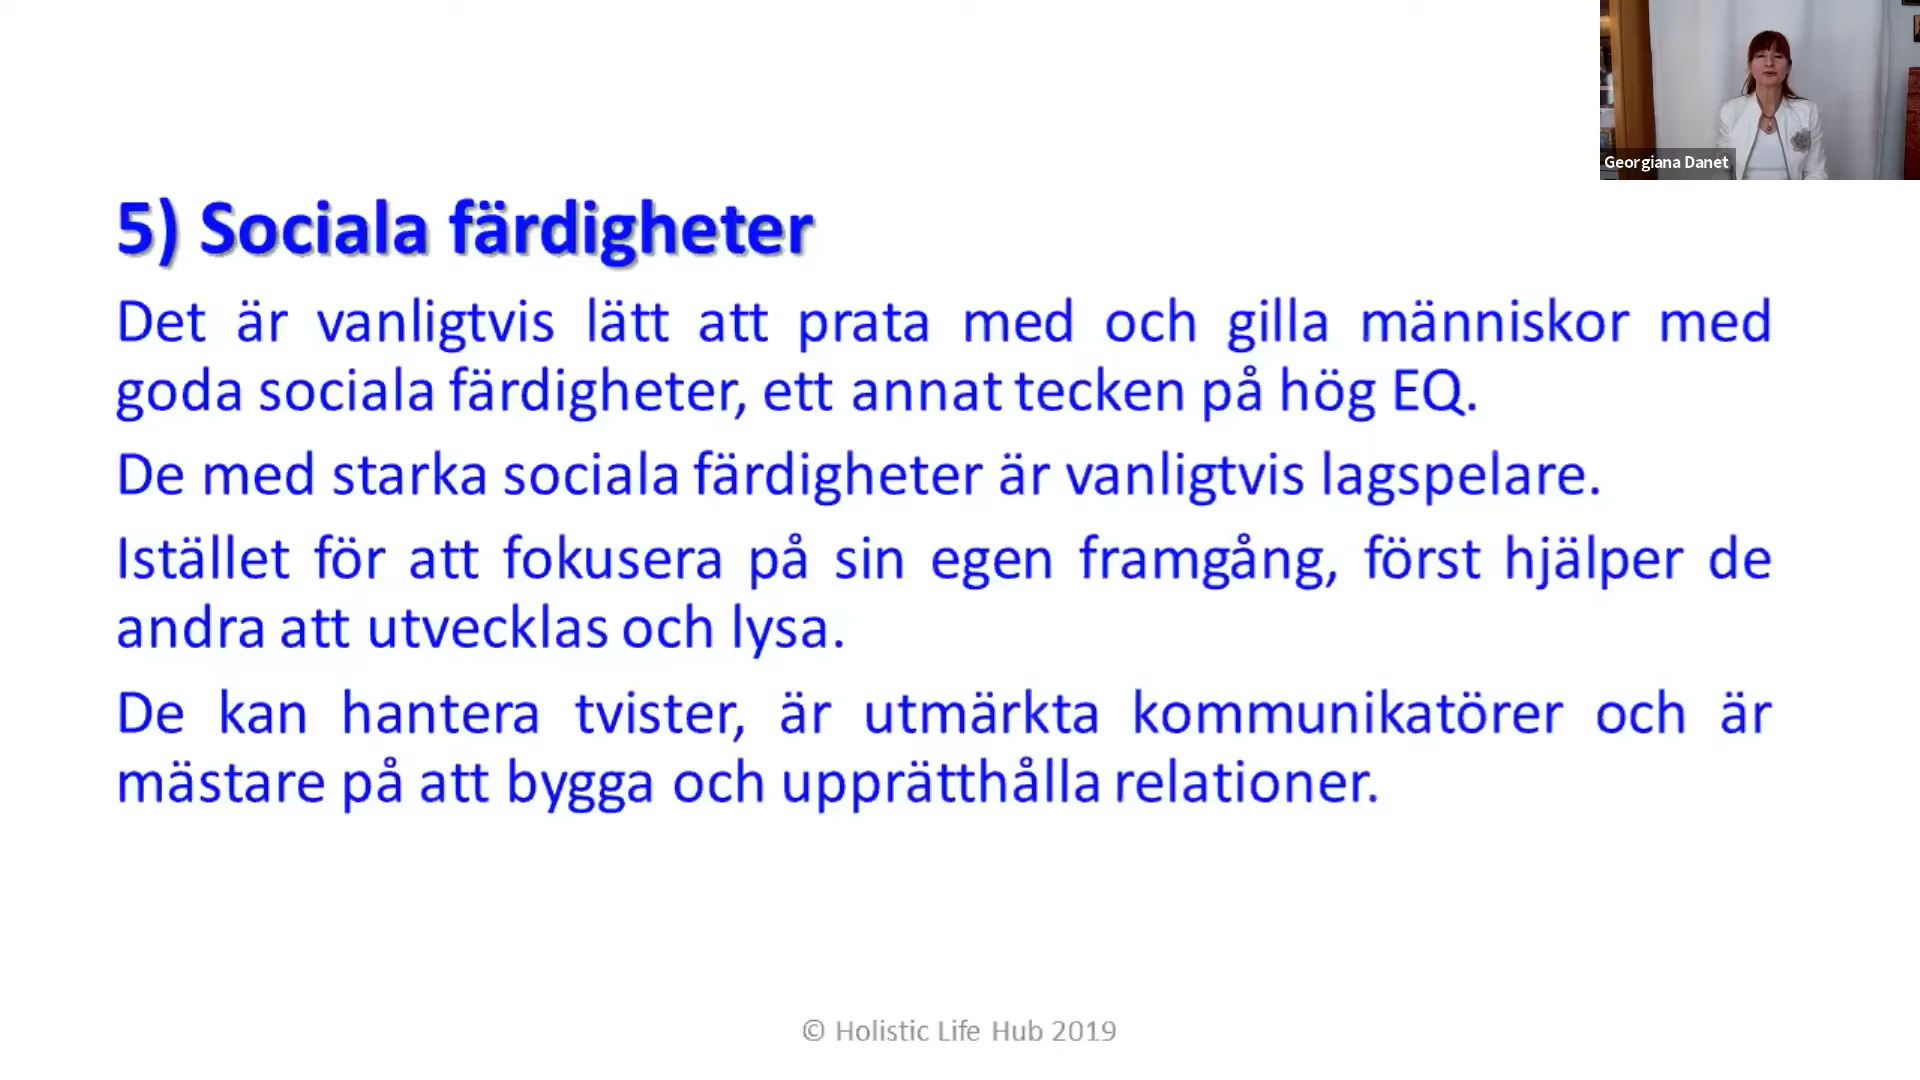 Georgiana Danet
5) Sociala färdigheter
Det är vanligtvis lätt att prata med och gilla människor med
goda sociala färdigheter, ett annat tecken på hög EQ.
De med starka sociala färdigheter är vanligtvis lagspelare.
Istället för att fokusera på sin egen framgång, först hjälper de
andra att utvecklas och lysa.
De kan hantera tvister, är utmärkta kommunikatörer och är
mästare på att bygga och upprätthålla relationer.
© Holistic Life Hub 2019